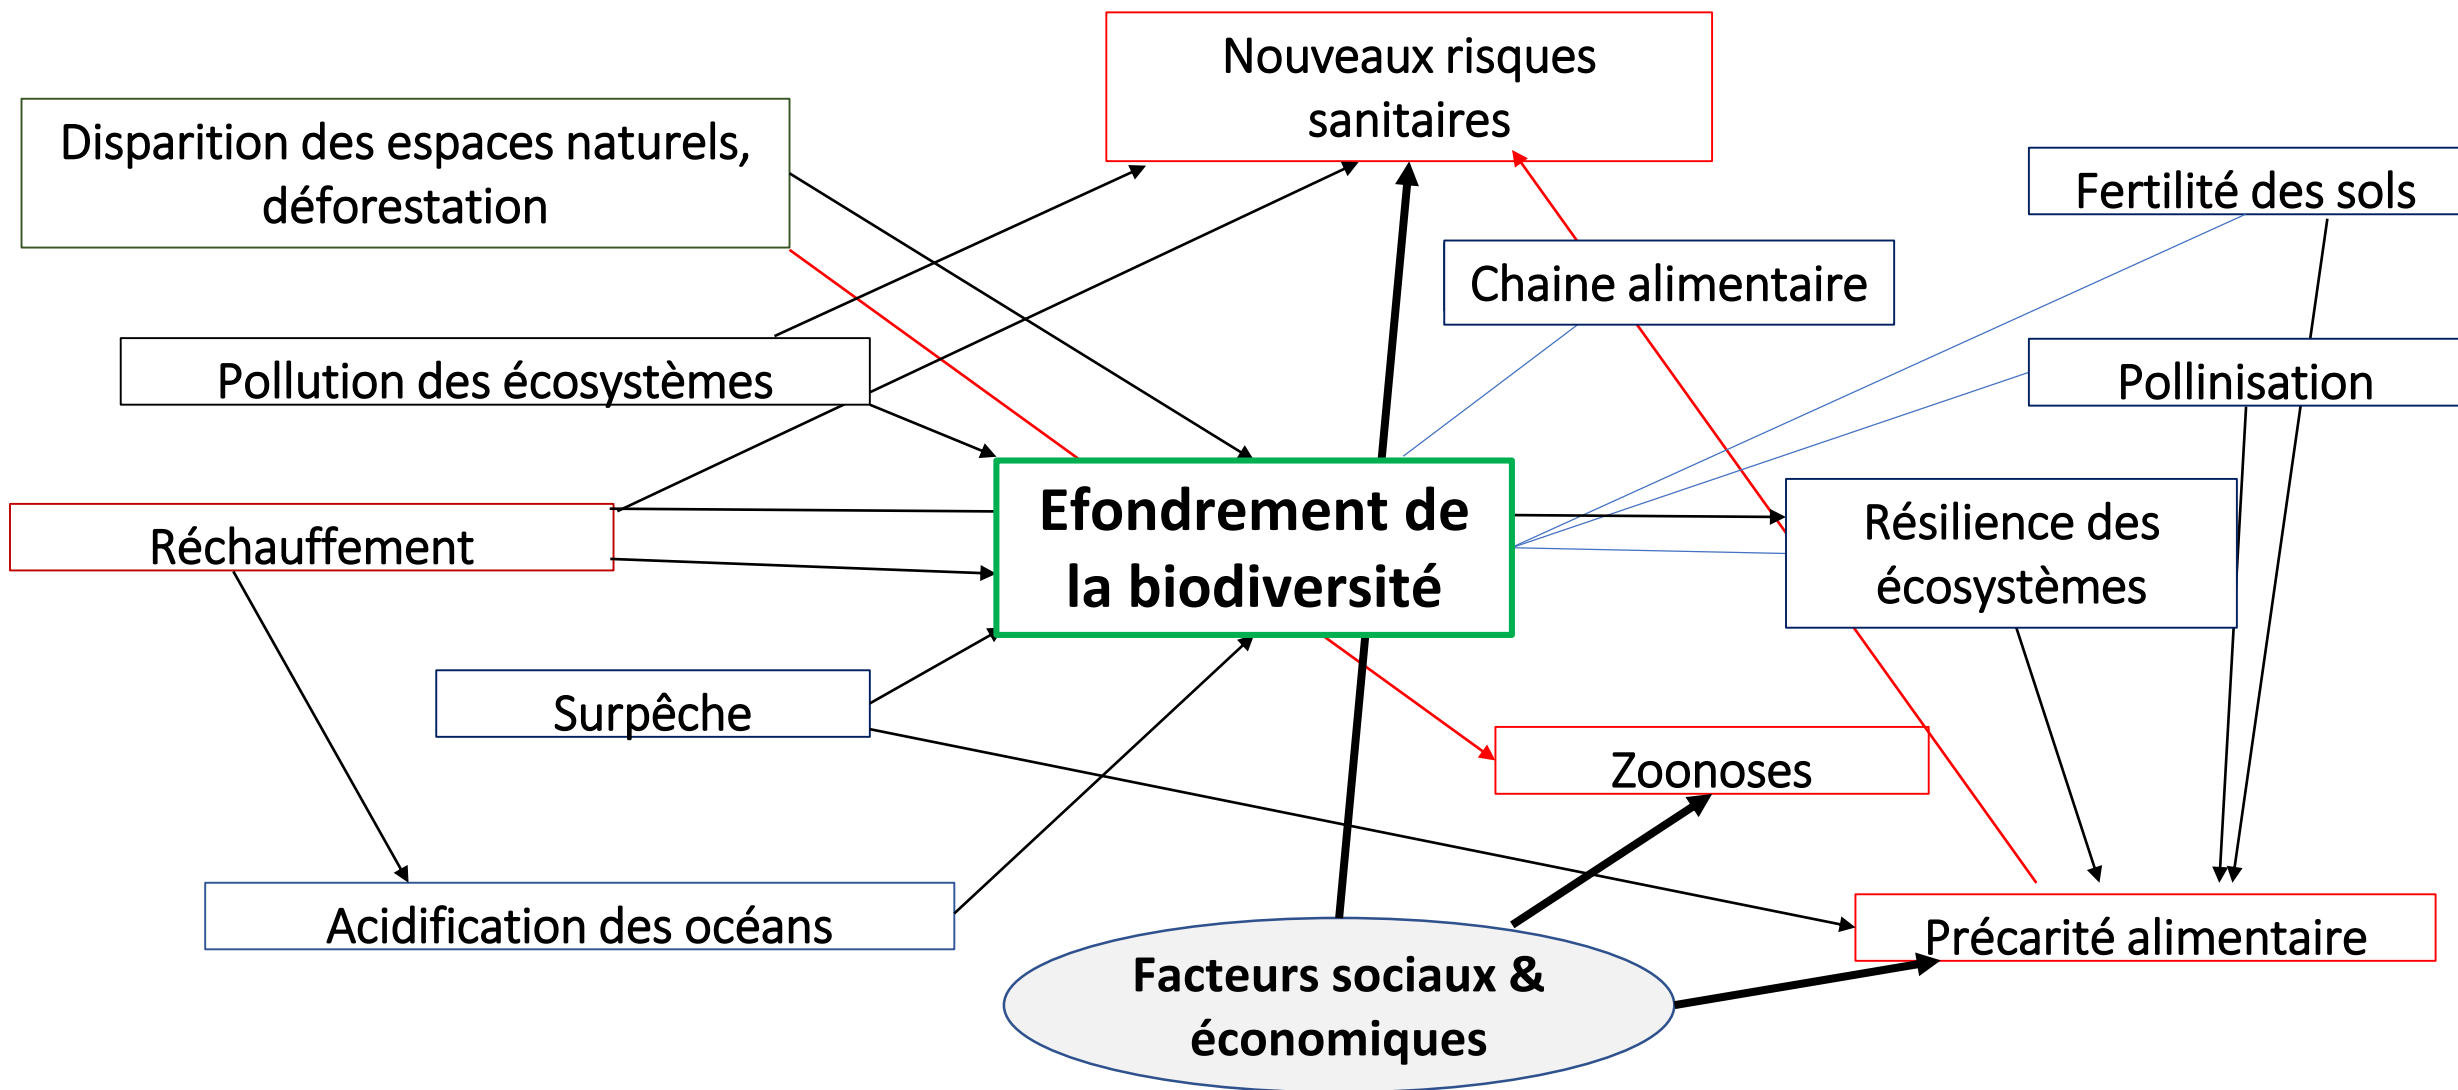 Nouveaux risques
sanitaires
Disparition des espaces naturels,
déforestation
Fertilité des sols
Chaine alimentaire
Pollution des écosystèmes
Pollinisation
Efondrement de
la biodiversité
Réchauffement
Résilience des
écosystèmes
Surpêche
Zoonoses
Acidification des océans
Précarité alimentaire
Facteurs sociaux &
économiques